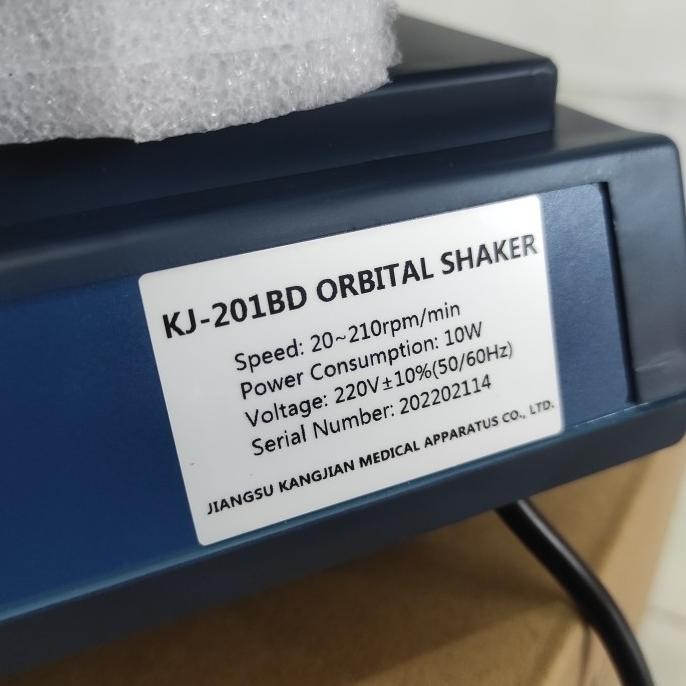 KJ-201BD ORBITAL SHAKER
Speed: 20~210rpm/min
Power Consumption: 10W
Voltage: 220V±10%(50/60Hz)
Serial Number: 202202114
JIANGSU KANGJIAN MEDICAL APPARATUS CO., LTD.